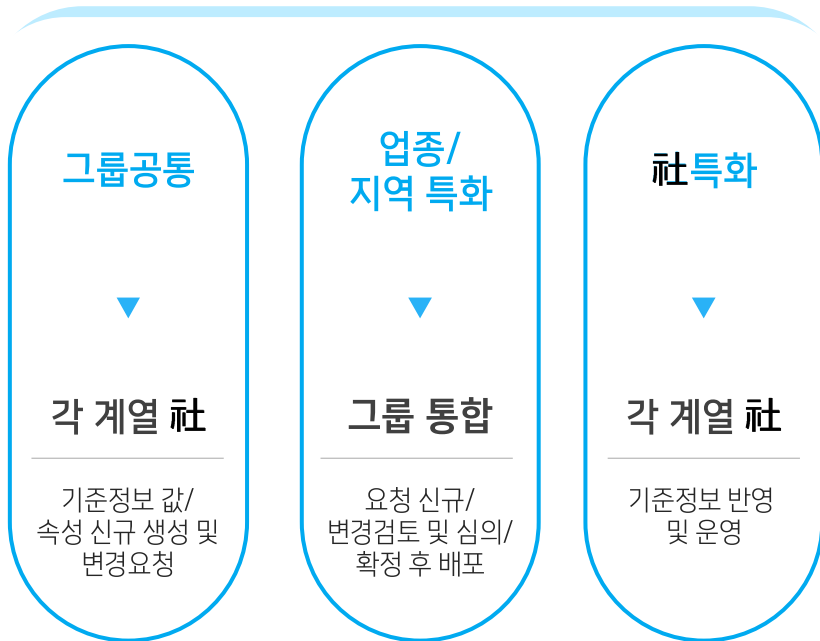 그룹공통
▼
각 계열 社
기준정보 값/
속성 신규 생성 및
변경요청
업종/
지역 특화
▼
그룹 통합
요청 신규/
변경검토 및 심의/
확정 후 배포
社특화
▼
각 계열 社
기준정보 반영
및 운영